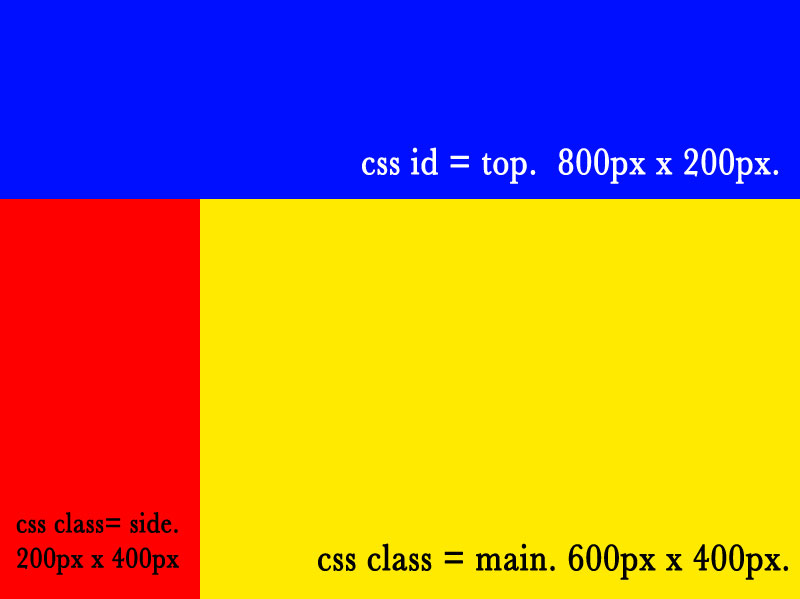 css id = top.  800px x 200px.
css class= side.
200px x 400px
css class = main. 600px x 400px.